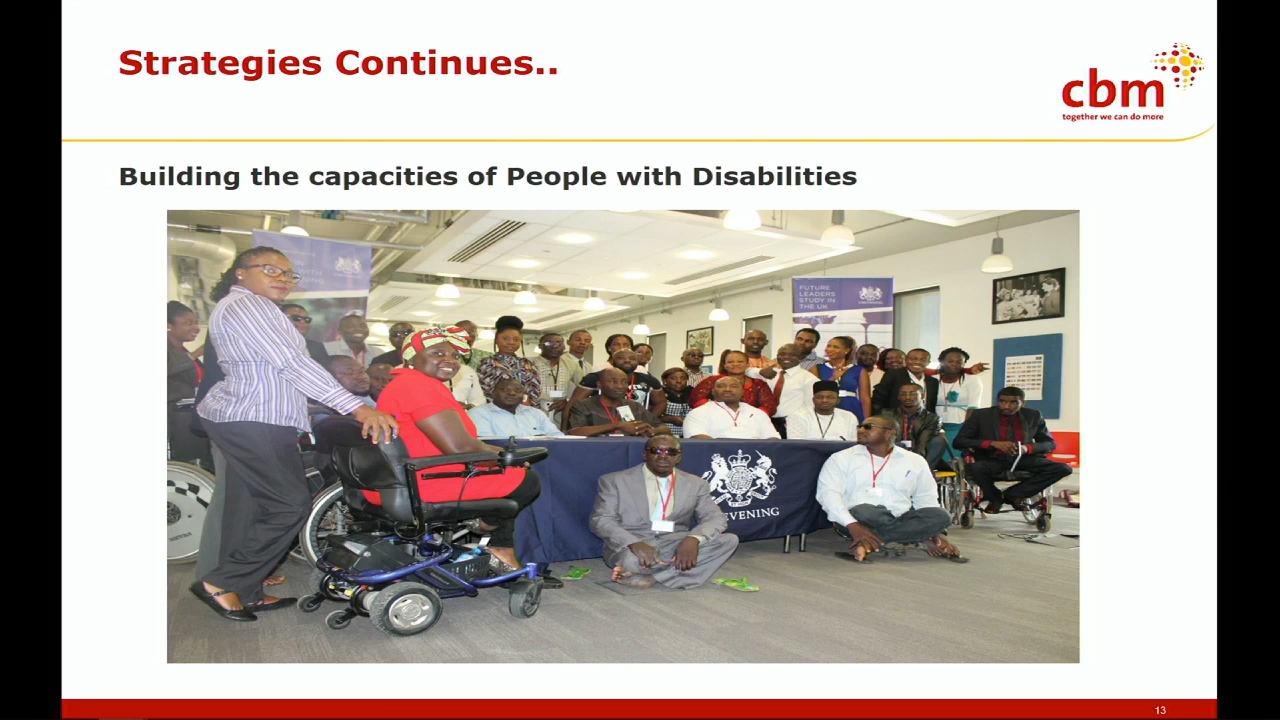 Strategies Continues..
cbm
together we can do more
Building the capacities of People with Disabilities
FUTURE
LEADERS
STUDY IN
THE UK
EVENING
13